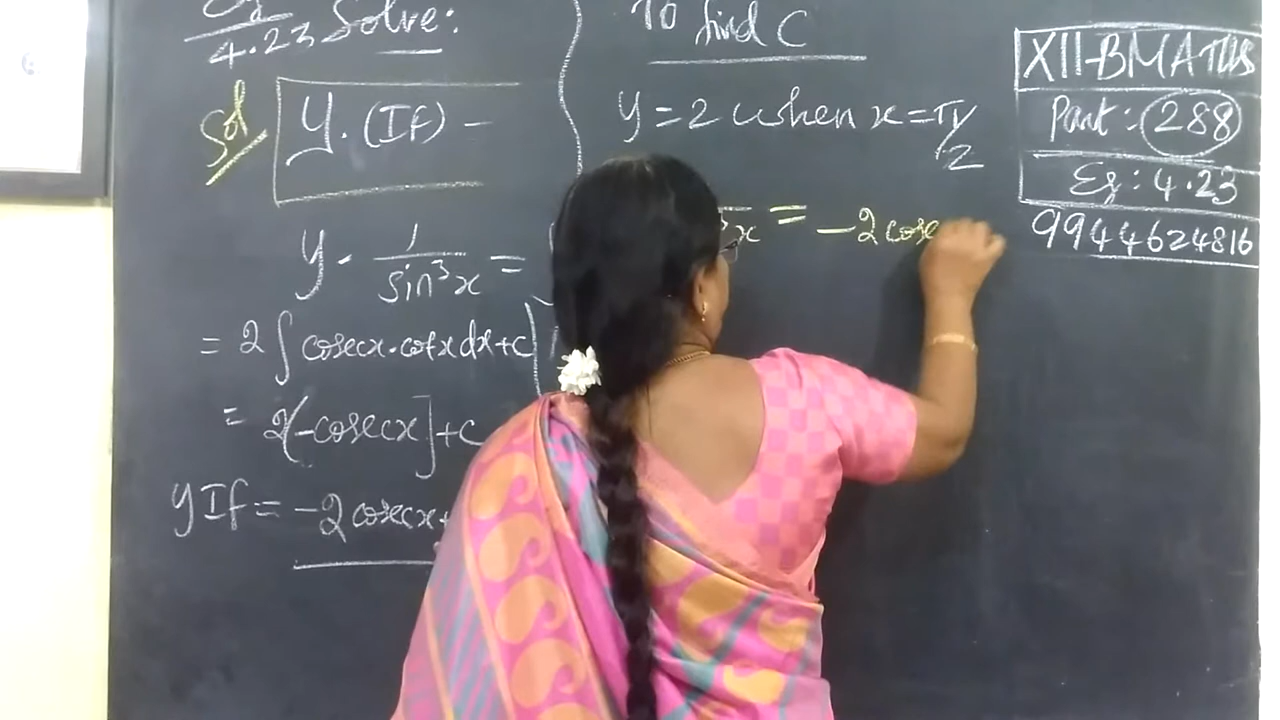 Eg 4.23 Solve:
Sol
y. (If) -
y. 1/sin³x =
= 2 ∫ cosecx.cotx dx+c
= 2(-cosecx]+c
yIf = -2 cosecx+
To find C
y = 2 when x = π/2
x = -2 cose
XII-BMATHS
Part: 288
Eg: 4.23
9944624816